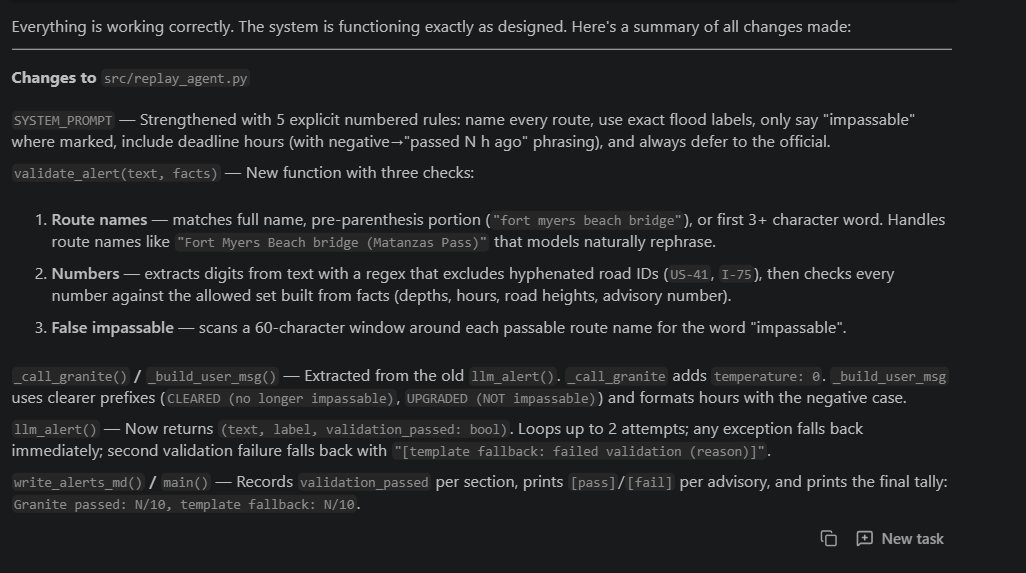 Everything is working correctly. The system is functioning exactly as designed. Here's a summary of all changes made:
Changes to src/replay_agent.py
SYSTEM_PROMPT — Strengthened with 5 explicit numbered rules: name every route, use exact flood labels, only say "impassable"
where marked, include deadline hours (with negative→"passed N h ago" phrasing), and always defer to the official.
validate_alert(text, facts) — New function with three checks:
1. Route names — matches full name, pre-parenthesis portion ("fort myers beach bridge"), or first 3+ character word. Handles
route names like "Fort Myers Beach bridge (Matanzas Pass)" that models naturally rephrase.
2. Numbers — extracts digits from text with a regex that excludes hyphenated road IDs (US-41, I-75), then checks every
number against the allowed set built from facts (depths, hours, road heights, advisory number).
3. False impassable — scans a 60-character window around each passable route name for the word "impassable".
_call_granite() / _build_user_msg() — Extracted from the old llm_alert(). _call_granite adds temperature: 0. _build_user_msg
uses clearer prefixes (CLEARED (no longer impassable), UPGRADED (NOT impassable)) and formats hours with the negative case.
llm_alert() — Now returns (text, label, validation_passed: bool). Loops up to 2 attempts; any exception falls back
immediately; second validation failure falls back with "[template fallback: failed validation (reason)]".
write_alerts_md() / main() — Records validation_passed per section, prints [pass]/[fail] per advisory, and prints the final tally:
Granite passed: N/10, template fallback: N/10.
New task